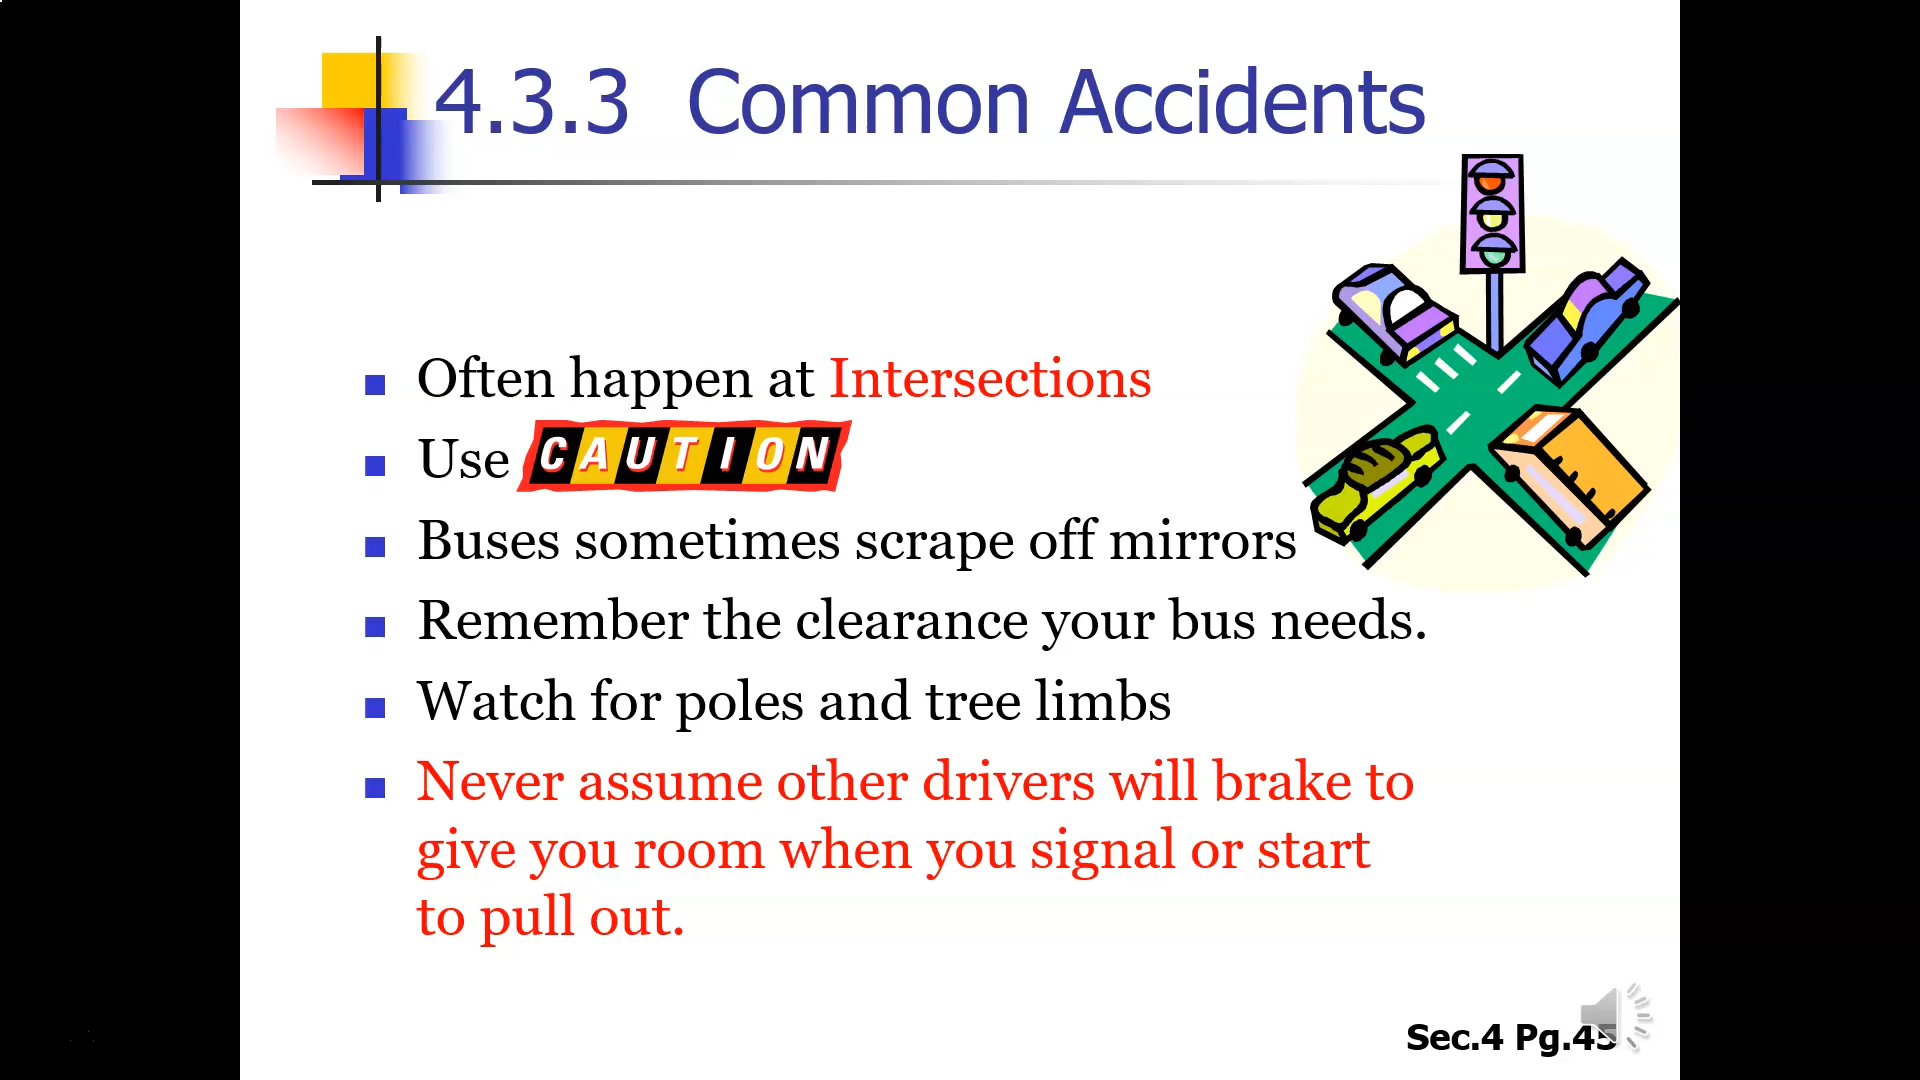 4.3.3 Common Accidents
Often happen at Intersections
Use CAUTION
Buses sometimes scrape off mirrors
Remember the clearance your bus needs.
Watch for poles and tree limbs
Never assume other drivers will brake to
give you room when you signal or start
to pull out.
Sec.4 Pg.45